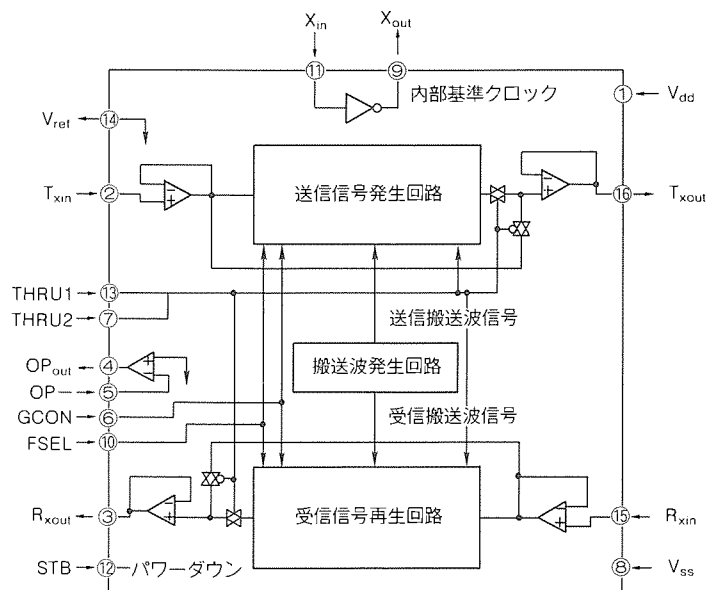 Xin
Xout
⑪
⑨
内部基準クロック
①
Vdd
Vref
⑭
Txin
②
送信信号発生回路
⑯
Txout
THRU1
⑬
THRU2
⑦
送信搬送波信号
OPout
④
搬送波発生回路
OP
⑤
GCON
⑥
受信搬送波信号
FSEL
⑩
Rxout
③
受信信号再生回路
⑮
Rxin
STB
⑫
パワーダウン
⑧
Vss